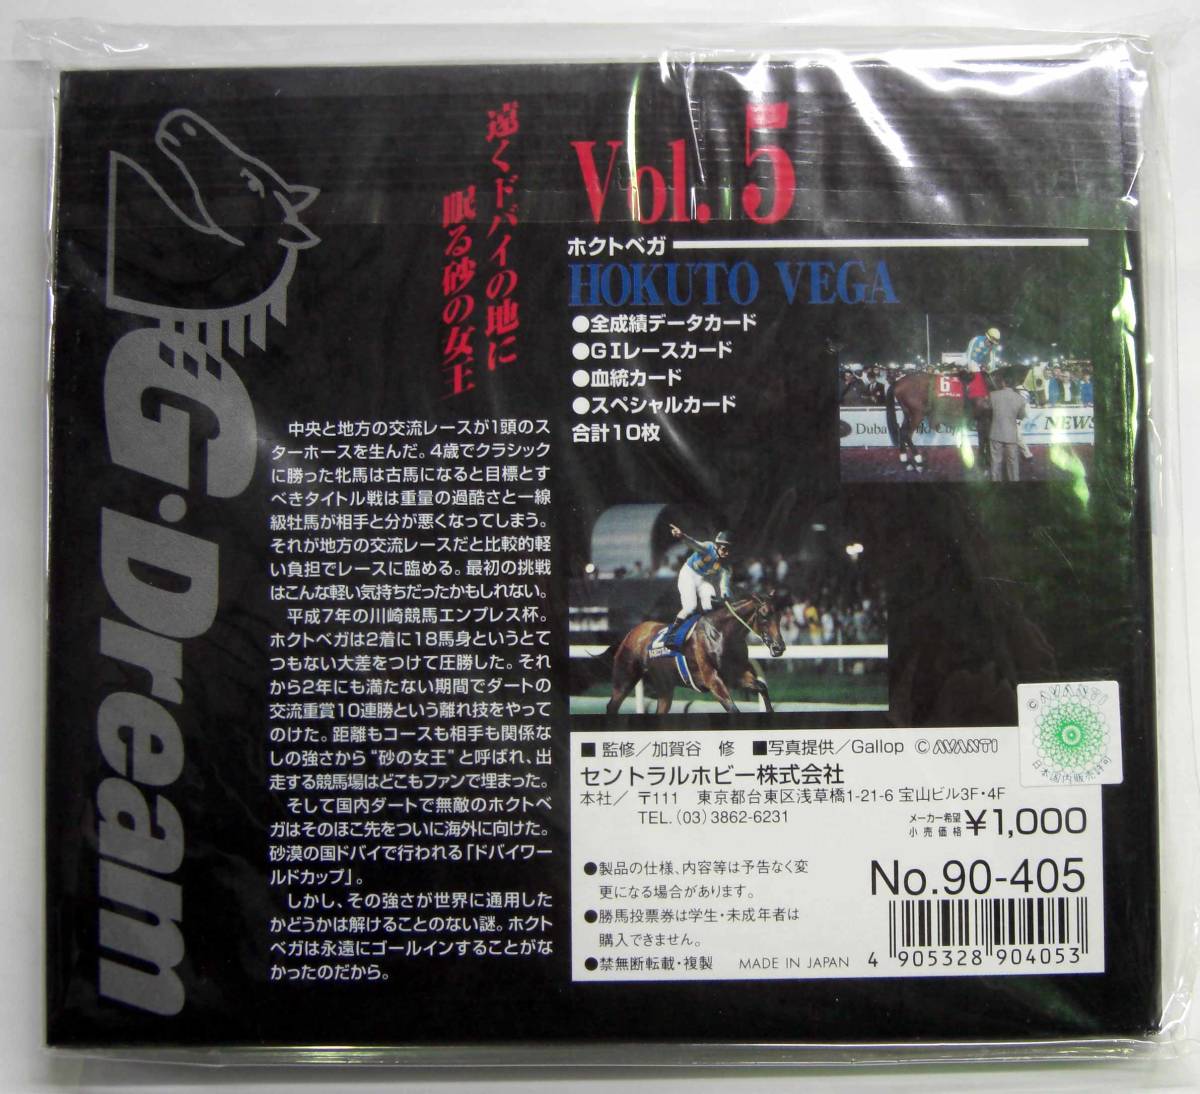 G·Dream
遠くドバイの地に
眠る砂の女王
Vol. 5
ホクトベガ
HOKUTO VEGA
●全成績データカード
●GIレースカード
●血統カード
●スペシャルカード
合計10枚
中央と地方の交流レースが1頭のス
ターホースを生んだ。4歳でクラシック
に勝った牝馬は古馬になると目標とす
べきタイトル戦は重量の過酷さと一線
級牡馬が相手と分が悪くなってしまう。
それが地方の交流レースだと比較的軽
い負担でレースに臨める。最初の挑戦
はこんな軽い気持ちだったかもしれない。
平成7年の川崎競馬エンプレス杯。
ホクトベガは2着に18馬身というとて
つもない大差をつけて圧勝した。それ
から2年にも満たない期間でダートの
交流重賞10連勝という離れ技をやって
のけた。距離もコースも相手も関係な
しの強さから“砂の女王”と呼ばれ、出
走する競馬場はどこもファンで埋まった。
そして国内ダートで無敵のホクトベ
ガはそのほこ先をついに海外に向けた。
砂漠の国ドバイで行われる「ドバイワー
ルドカップ」。
しかし、その強さが世界に通用した
かどうかは解けることのない謎。ホクト
ベガは永遠にゴールインすることがな
かったのだから。
6
Dubai World Cup
NEWS
2
■監修/加賀谷 修 ■写真提供/Gallop © AVANTI
セントラルホビー株式会社
本社/〒111 東京都台東区浅草橋1-21-6 宝山ビル3F・4F
TEL.(03)3862-6231
メーカー希望
小売価格 ¥1,000
●製品の仕様、内容等は予告なく変
更になる場合があります。
●勝馬投票券は学生・未成年者は
購入できません。
●禁無断転載・複製 MADE IN JAPAN
No.90-405
4 905328 904053
© AVANTI
日本国内販売許可